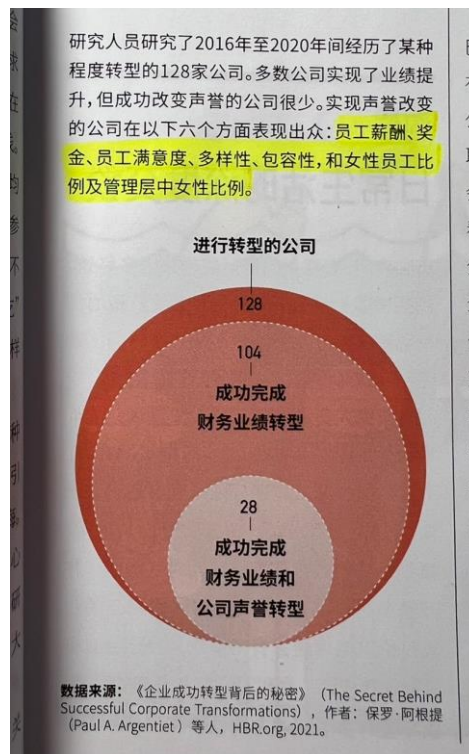 研究人员研究了2016年至2020年间经历了某种
程度转型的128家公司。多数公司实现了业绩提
升,但成功改变声誉的公司很少。实现声誉改变
的公司在以下六个方面表现出众:员工薪酬、奖
金、员工满意度、多样性、包容性,和女性员工比
例及管理层中女性比例。
进行转型的公司
128
104
成功完成
财务业绩转型
28
成功完成
财务业绩和
公司声誉转型
数据来源:《企业成功转型背后的秘密》(The Secret Behind
Successful Corporate Transformations),作者:保罗·阿根提
(Paul A. Argentiet)等人,HBR.org, 2021。